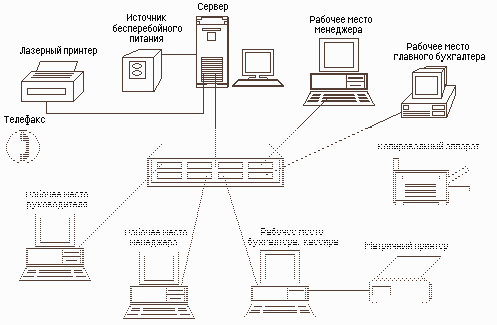 Сервер
Источник
бесперебойного
питания
Рабочее место
менеджера
Рабочее место
главного бухгалтера
Лазерный принтер
Телефакс
Копировальный аппарат
Рабочее место
руководителя
Рабочее место
менеджера
Рабочее место
бухгалтера, кассира
Матричный принтер